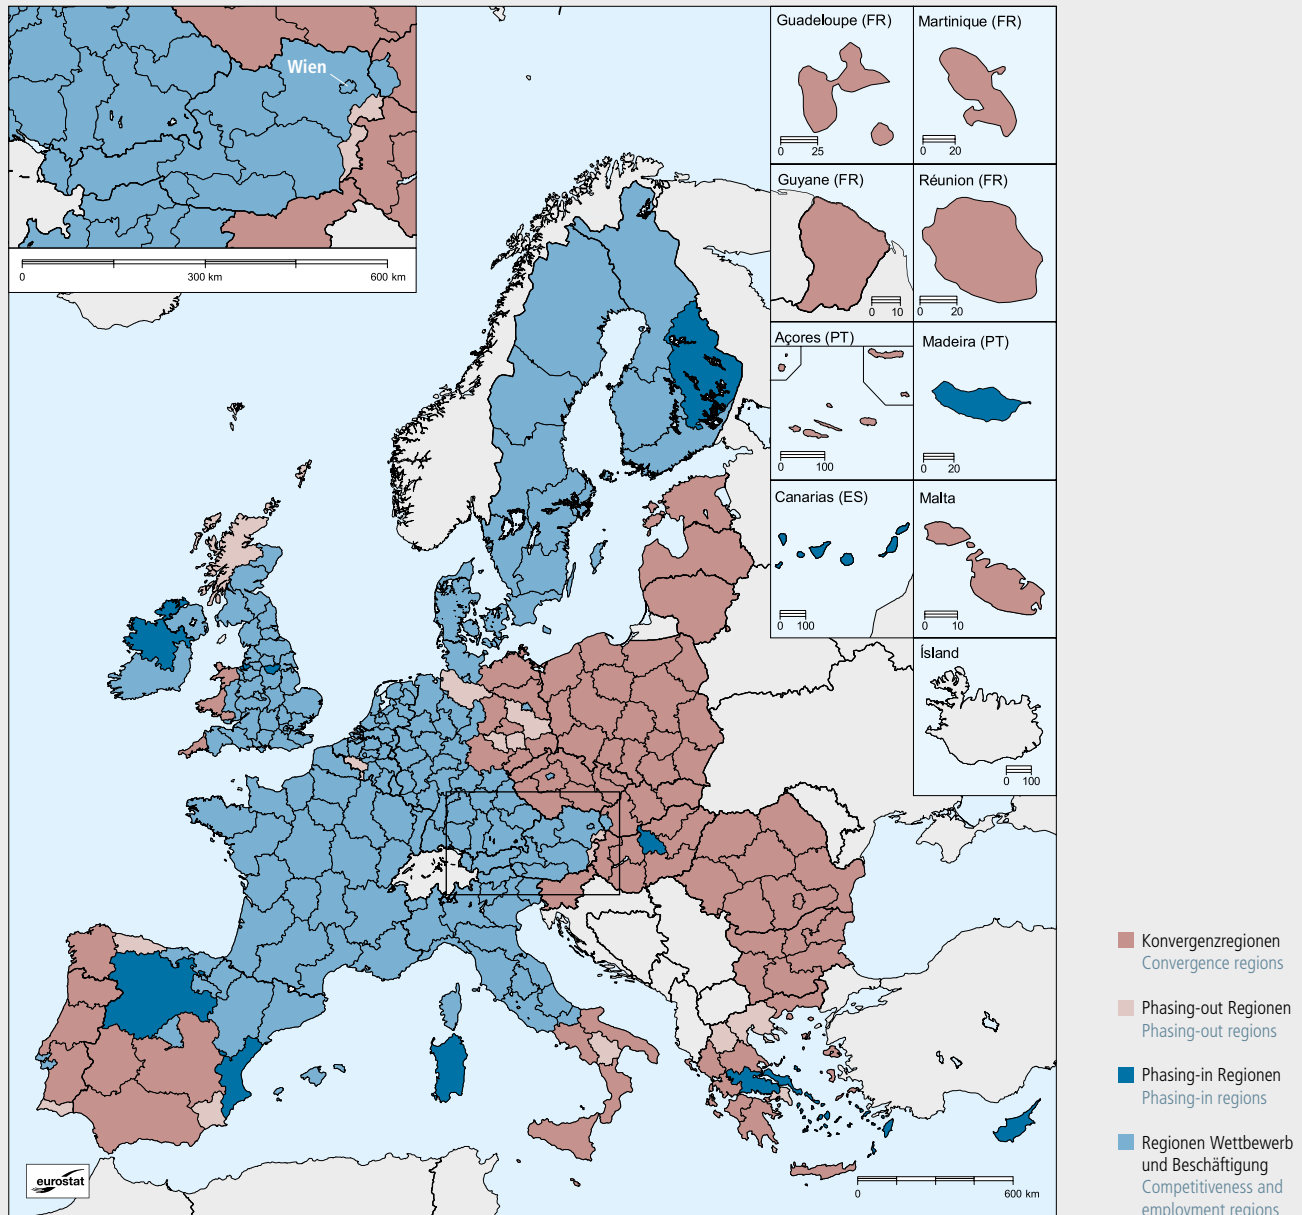 Wien
0 300 km 600 km
Guadeloupe (FR)
0 25
Martinique (FR)
0 20
Guyane (FR)
0 10
Réunion (FR)
0 20
Açores (PT)
0 100
Madeira (PT)
0 20
Canarias (ES)
0 100
Malta
0 10
Ísland
0 100
Konvergenzregionen
Convergence regions
Phasing-out Regionen
Phasing-out regions
Phasing-in Regionen
Phasing-in regions
Regionen Wettbewerb
und Beschäftigung
Competitiveness and
employment regions
eurostat
0 600 km